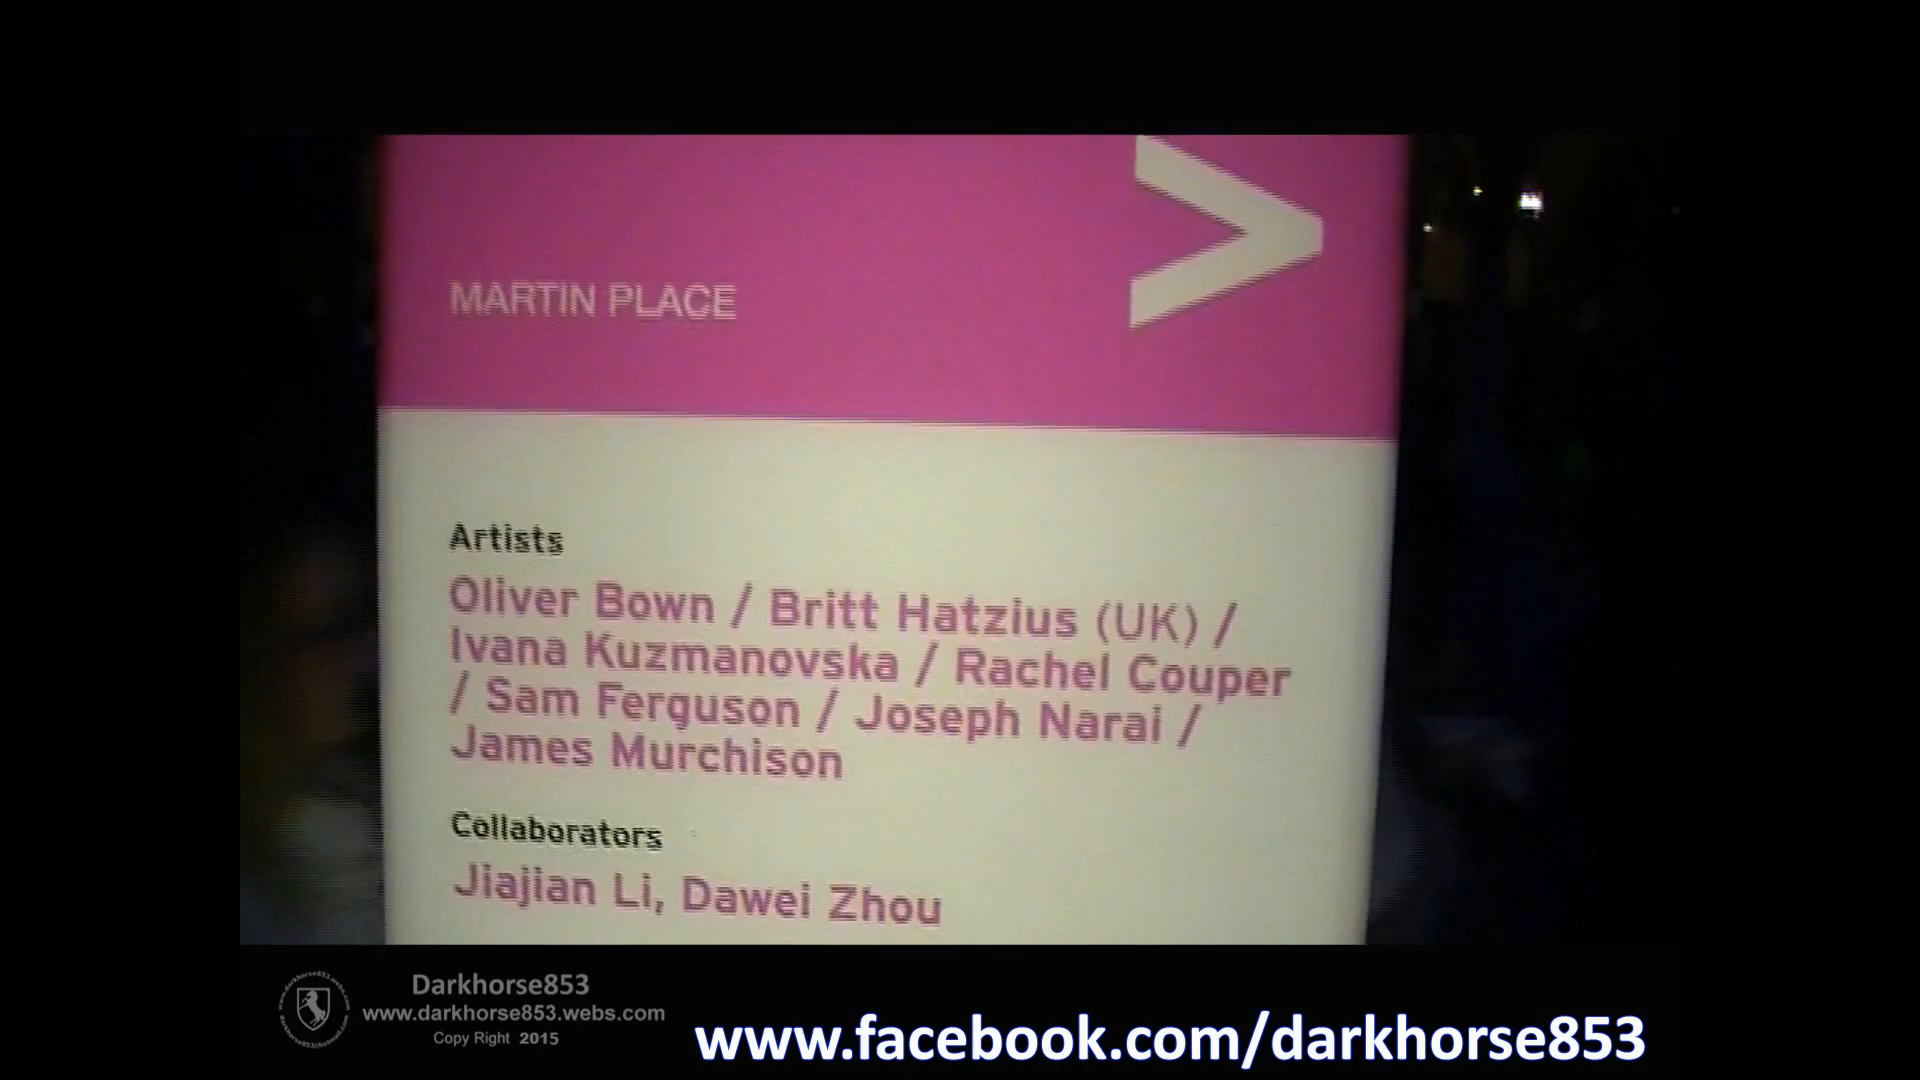 MARTIN PLACE
Artists
Oliver Bown / Britt Hatzius (UK) /
Ivana Kuzmanovska / Rachel Couper
/ Sam Ferguson / Joseph Narai /
James Murchison
Collaborators
Jiajian Li, Dawei Zhou
Darkhorse853
www.darkhorse853.webs.com
Copy Right 2015
www.facebook.com/darkhorse853